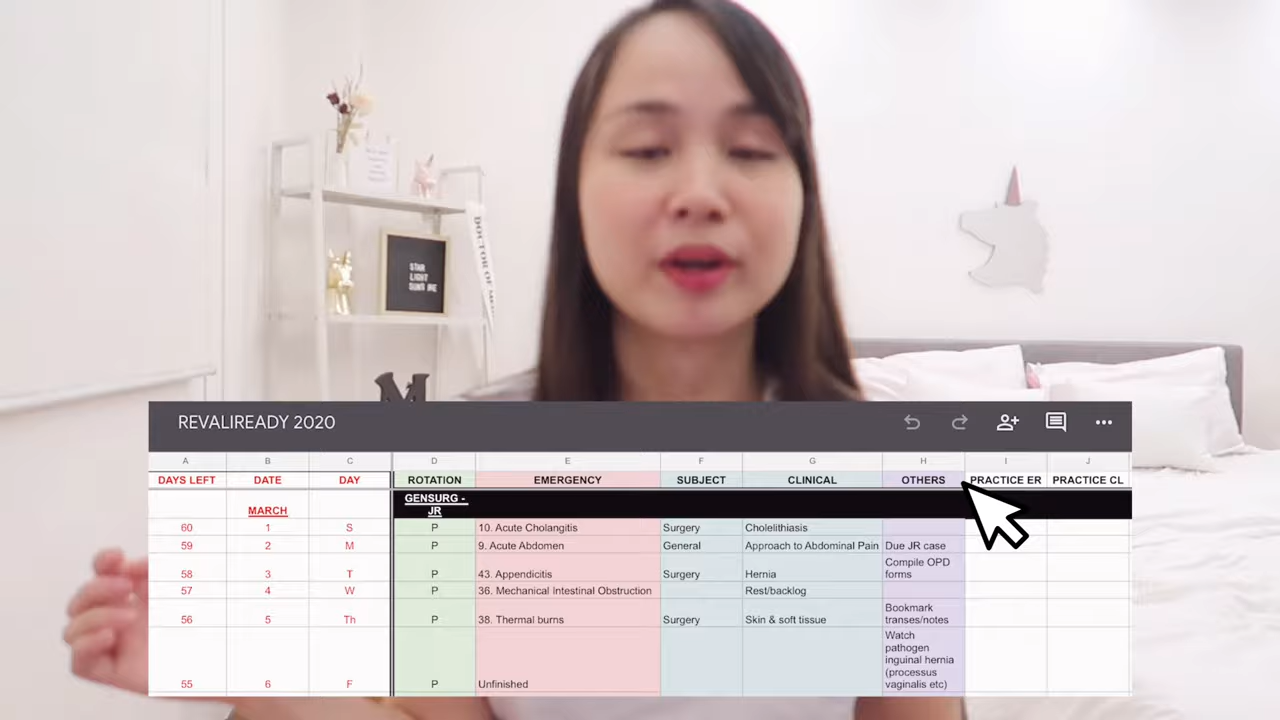 DOCTOR OF
STAR
LIGHT
M
REVALIREADY 2020
A B C D E F G H I J
DAYS LEFT DATE DAY ROTATION EMERGENCY SUBJECT CLINICAL OTHERS PRACTICE ER PRACTICE CL
MARCH GENSURG -
JR
60 1 S P 10. Acute Cholangitis Surgery Cholelithiasis
59 2 M P 9. Acute Abdomen General Approach to Abdominal Pain Due JR case
58 3 T P 43. Appendicitis Surgery Hernia Compile OPD
forms
57 4 W P 36. Mechanical Intestinal Obstruction Rest/backlog
56 5 Th P 38. Thermal burns Surgery Skin & soft tissue Bookmark
transes/notes
55 6 F P Unfinished Watch
pathogen
inguinal hernia
(processus
vaginalis etc)